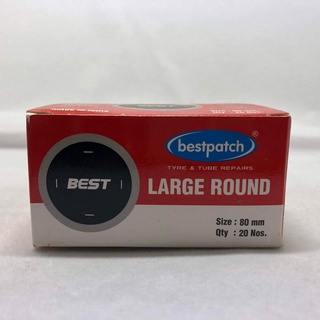 bestpatch®
TYRE & TUBE REPAIRS
BEST
LARGE ROUND
Size : 80 mm
Qty : 20 Nos.